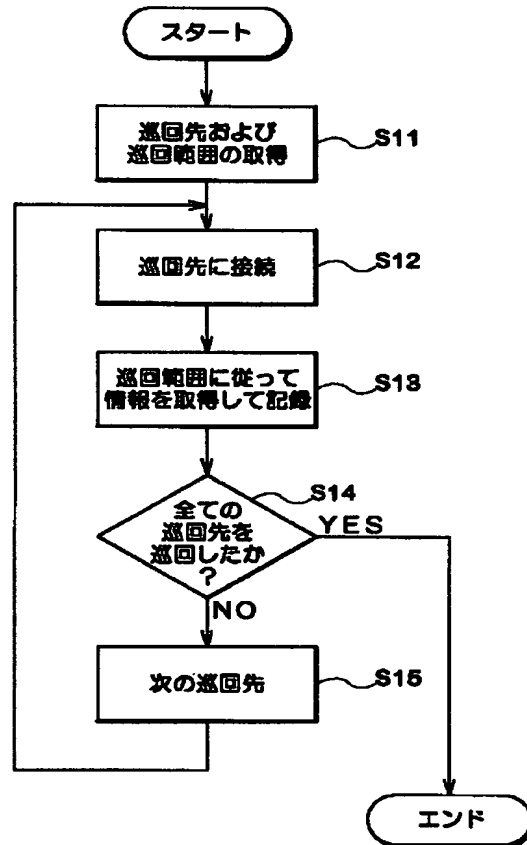 スタート
巡回先および
巡回範囲の取得
S11
巡回先に接続
S12
巡回範囲に従って
情報を取得して記録
S13
S14
全ての
巡回先を
巡回したか
?
YES
NO
次の巡回先
S15
エンド